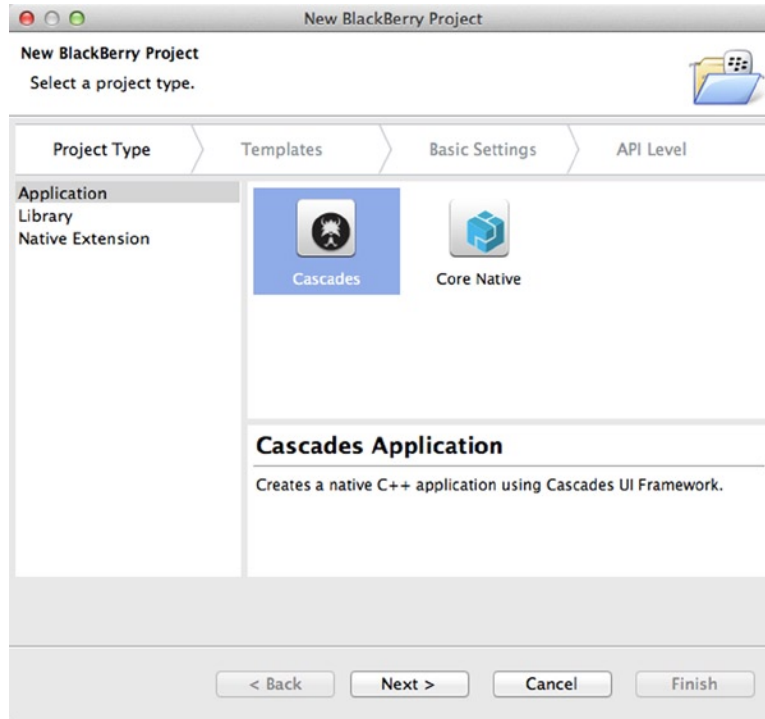 New BlackBerry Project
New BlackBerry Project
Select a project type.
Project Type
Templates
Basic Settings
API Level
Application
Library
Native Extension
Cascades
Core Native
Cascades Application
Creates a native C++ application using Cascades UI Framework.
< Back
Next >
Cancel
Finish